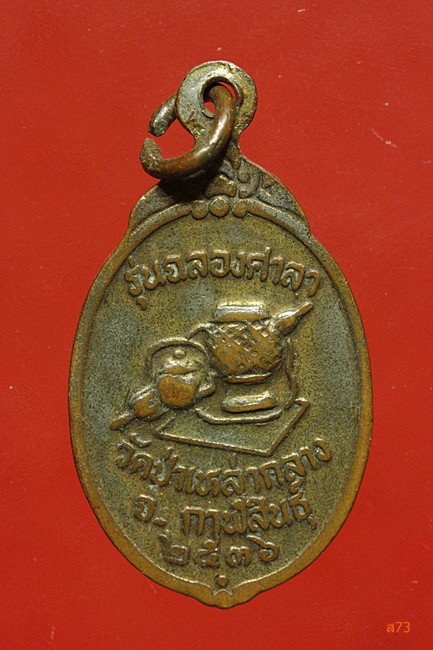 รุ่นฉลองศาลา
วัดป่าเหล่ากลาง
จ. กาฬสินธุ์
๒๕๓๖
ส73